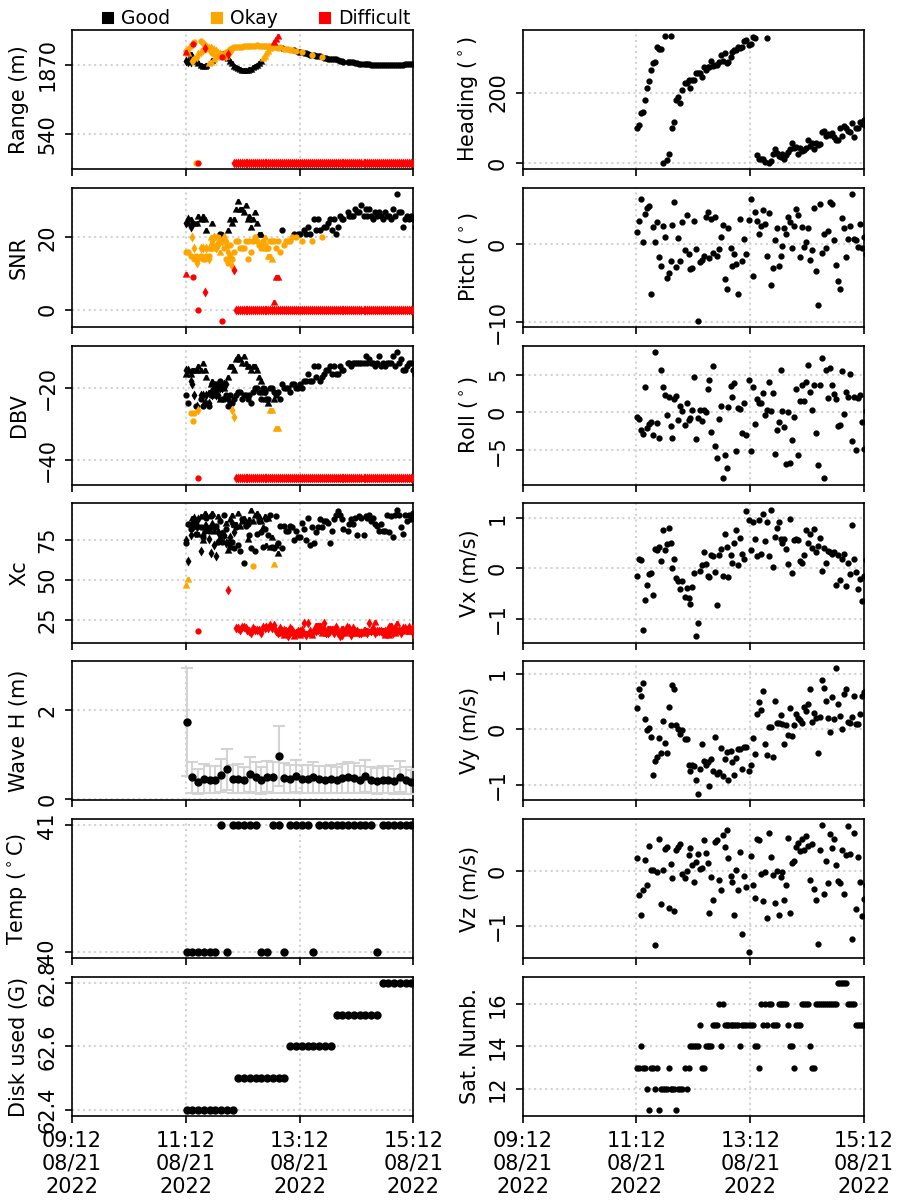 Good Okay Difficult
Range (m)
1870
540
Heading (°)
200
0
SNR
20
0
Pitch (°)
0
−10
DBV
−20
−40
Roll (°)
5
0
−5
Xc
75
50
25
Vx (m/s)
1
0
−1
Wave H (m)
2
0
Vy (m/s)
1
0
−1
Temp (°C)
41
40
Vz (m/s)
0
−1
Disk used (G)
62.8
62.6
62.4
Sat. Numb.
16
14
12
09:12 11:12 13:12 15:12
08/21 08/21 08/21 08/21
2022 2022 2022 2022
09:12 11:12 13:12 15:12
08/21 08/21 08/21 08/21
2022 2022 2022 2022